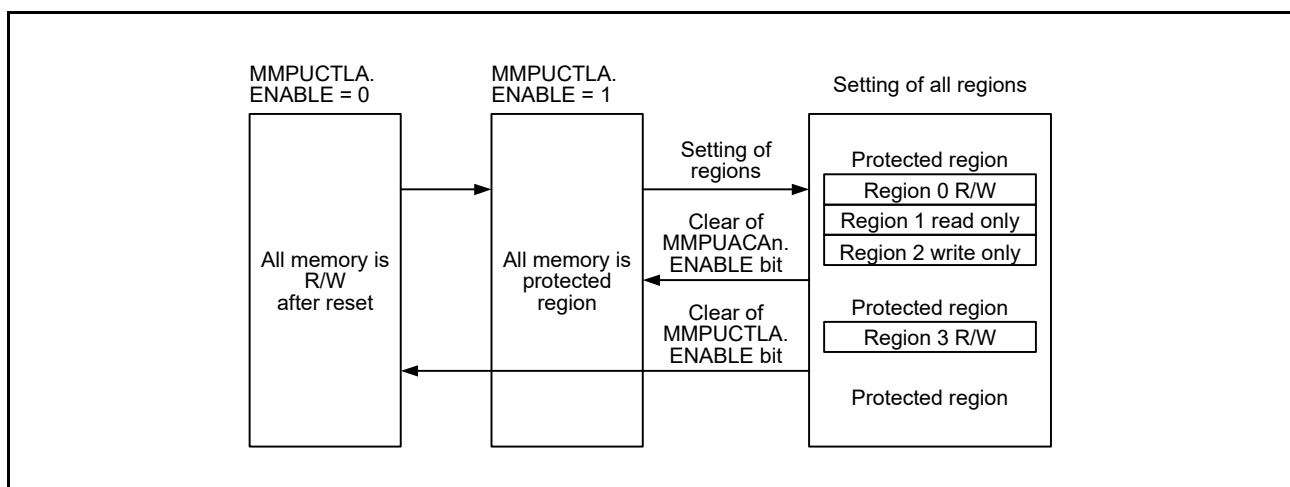 MMPUCTLA.
ENABLE = 0
MMPUCTLA.
ENABLE = 1
Setting of all regions
All memory is
R/W
after reset
All memory is
protected
region
Setting of
regions
Clear of
MMPUACAn.
ENABLE bit
Clear of
MMPUCTLA.
ENABLE bit
Protected region
Region 0 R/W
Region 1 read only
Region 2 write only
Protected region
Region 3 R/W
Protected region